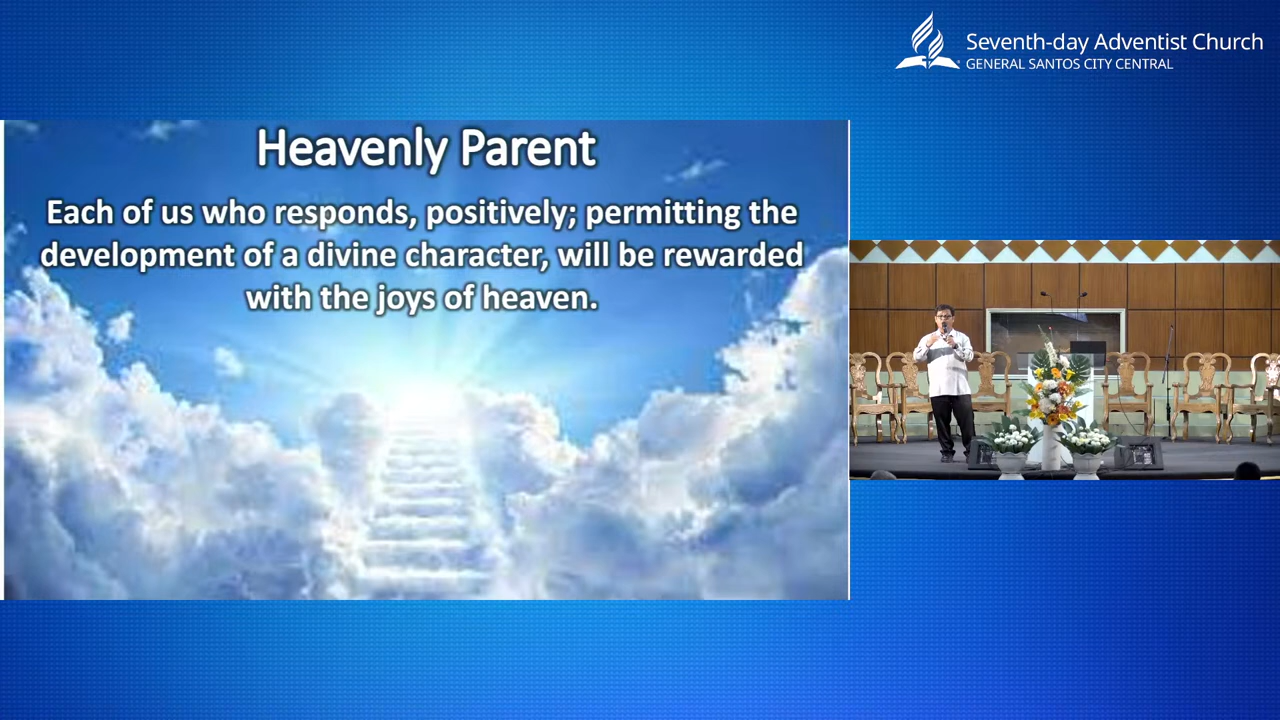 Seventh-day Adventist Church
GENERAL SANTOS CITY CENTRAL
Heavenly Parent
Each of us who responds, positively; permitting the
development of a divine character, will be rewarded
with the joys of heaven.